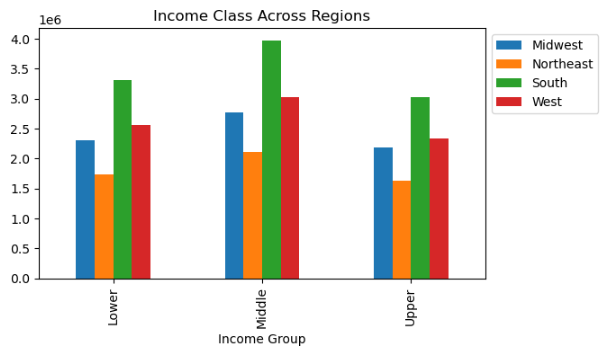 Income Class Across Regions
1e6
4.0
3.5
3.0
2.5
2.0
1.5
1.0
0.5
0.0
Lower
Middle
Upper
Income Group
Midwest
Northeast
South
West